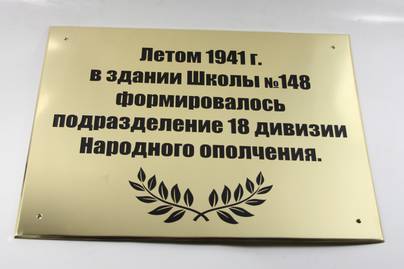 Летом 1941 г.
в здании Школы №148
формировалось
подразделение 18 дивизии
Народного ополчения.